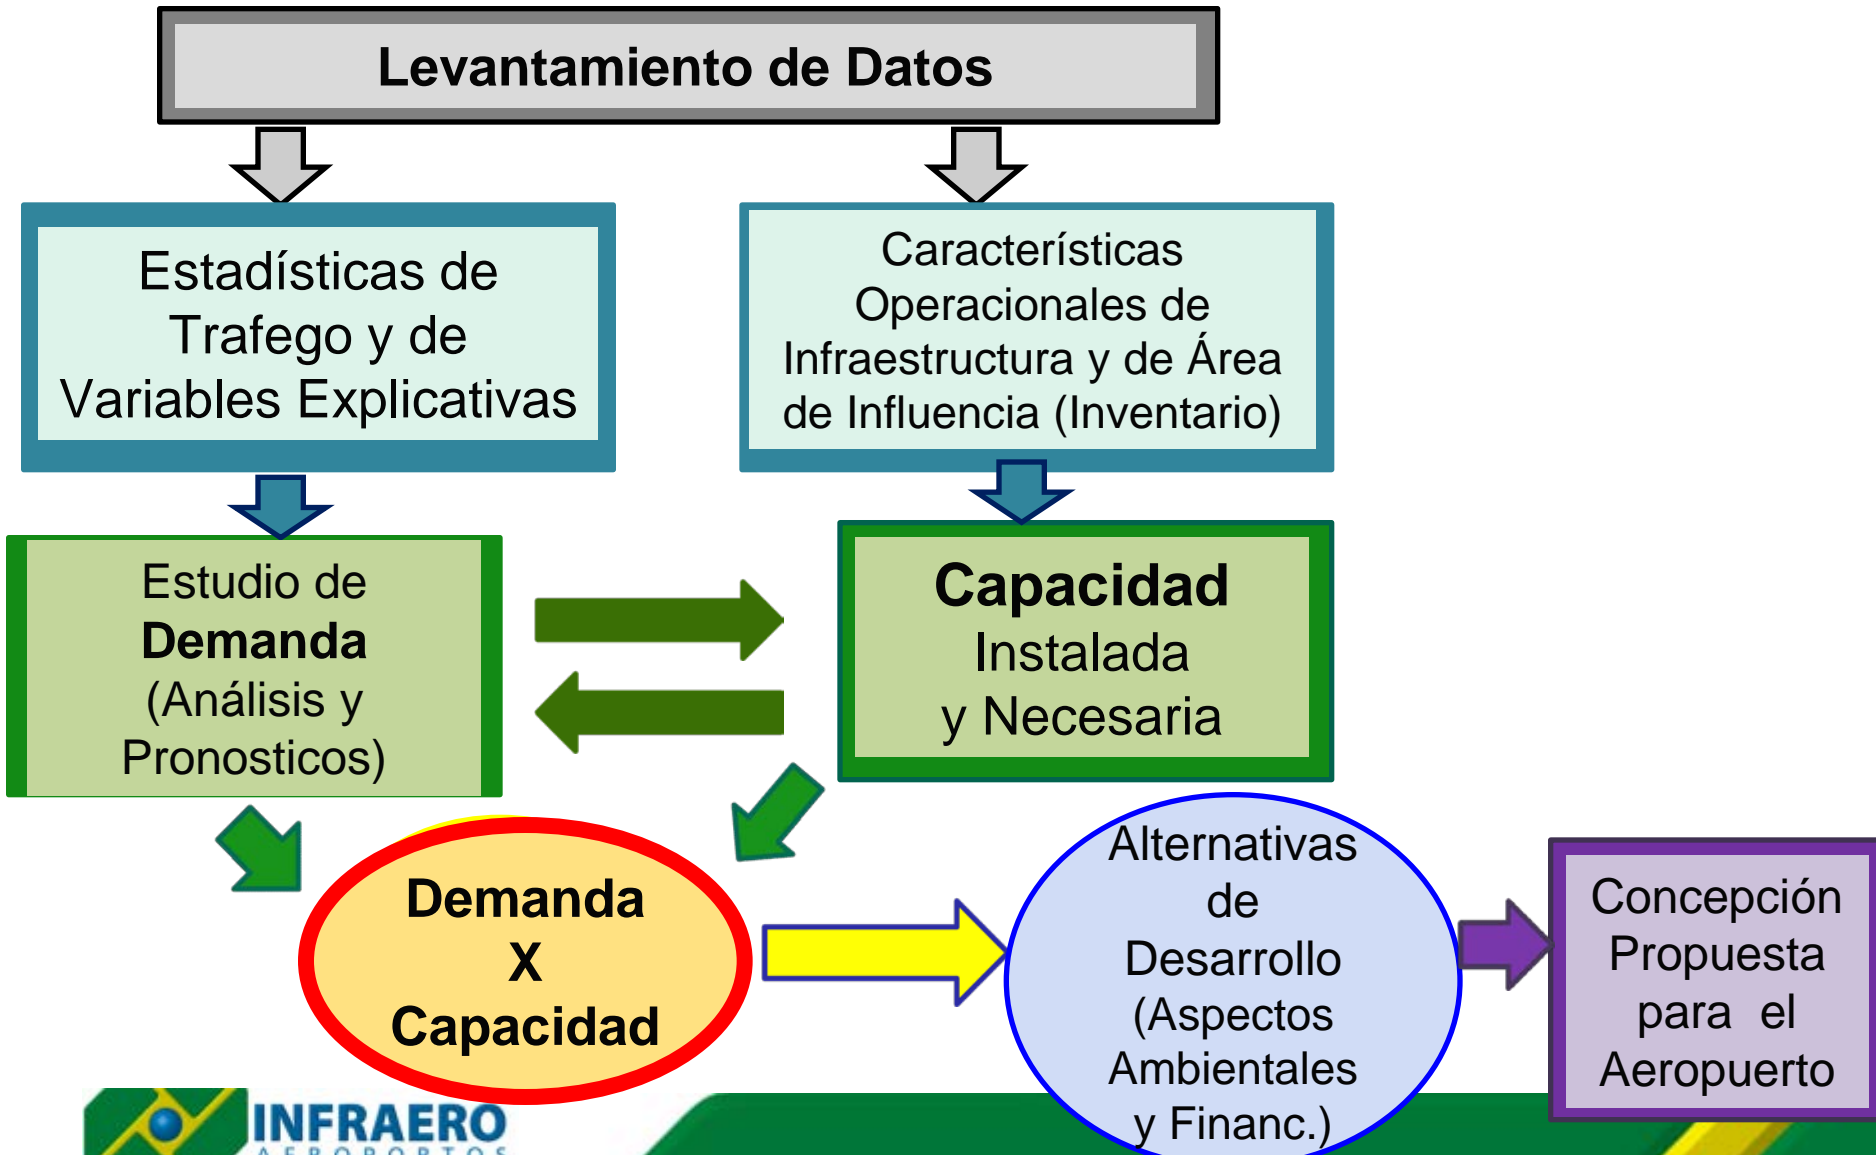 Levantamiento de Datos
Estadísticas de
Trafego y de
Variables Explicativas
Características
Operacionales de
Infraestructura y de Área
de Influencia (Inventario)
Estudio de
Demanda
(Análisis y
Pronosticos)
Capacidad
Instalada
y Necesaria
Demanda
X
Capacidad
Alternativas
de
Desarrollo
(Aspectos
Ambientales
y Financ.)
Concepción
Propuesta
para el
Aeropuerto
INFRAERO
AEROPORTOS